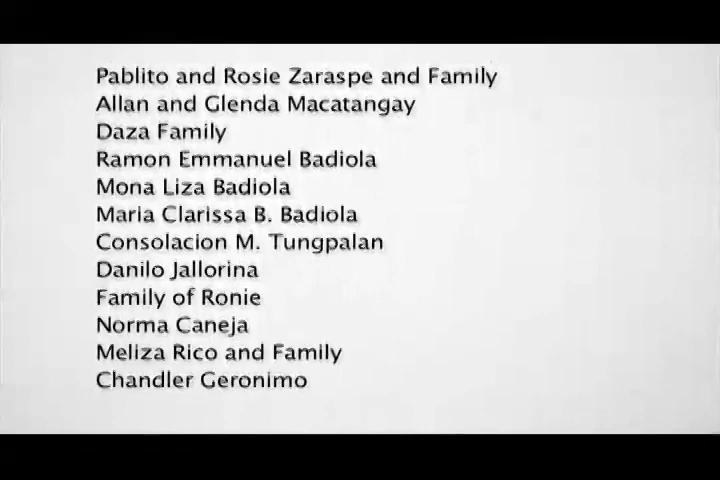 Pablito and Rosie Zaraspe and Family
Allan and Glenda Macatangay
Daza Family
Ramon Emmanuel Badiola
Mona Liza Badiola
Maria Clarissa B. Badiola
Consolacion M. Tungpalan
Danilo Jallorina
Family of Ronie
Norma Caneja
Meliza Rico and Family
Chandler Geronimo